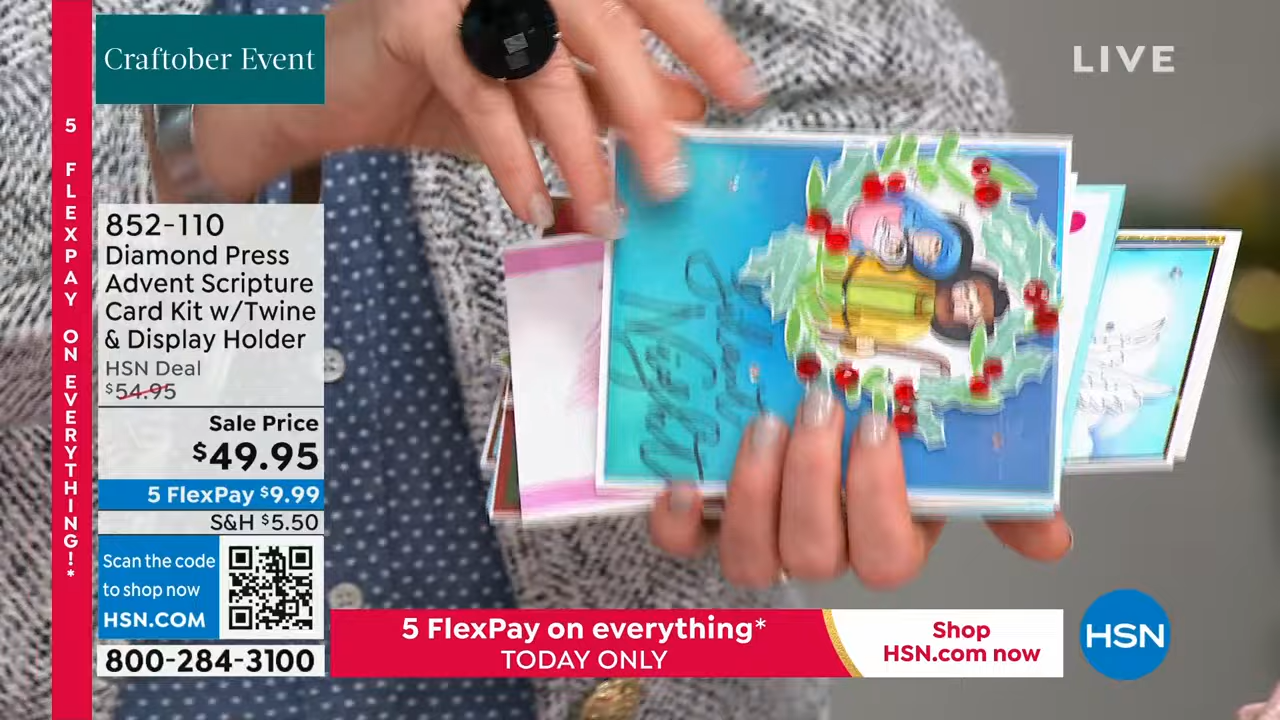 Craftober Event
LIVE
5 FLEXPAY ON EVERYTHING!*
852-110
Diamond Press
Advent Scripture
Card Kit w/Twine
& Display Holder
HSN Deal
$54.95
Sale Price
$49.95
5 FlexPay $9.99
S&H $5.50
Scan the code
to shop now
HSN.COM
800-284-3100
5 FlexPay on everything*
TODAY ONLY
Shop
HSN.com now
HSN